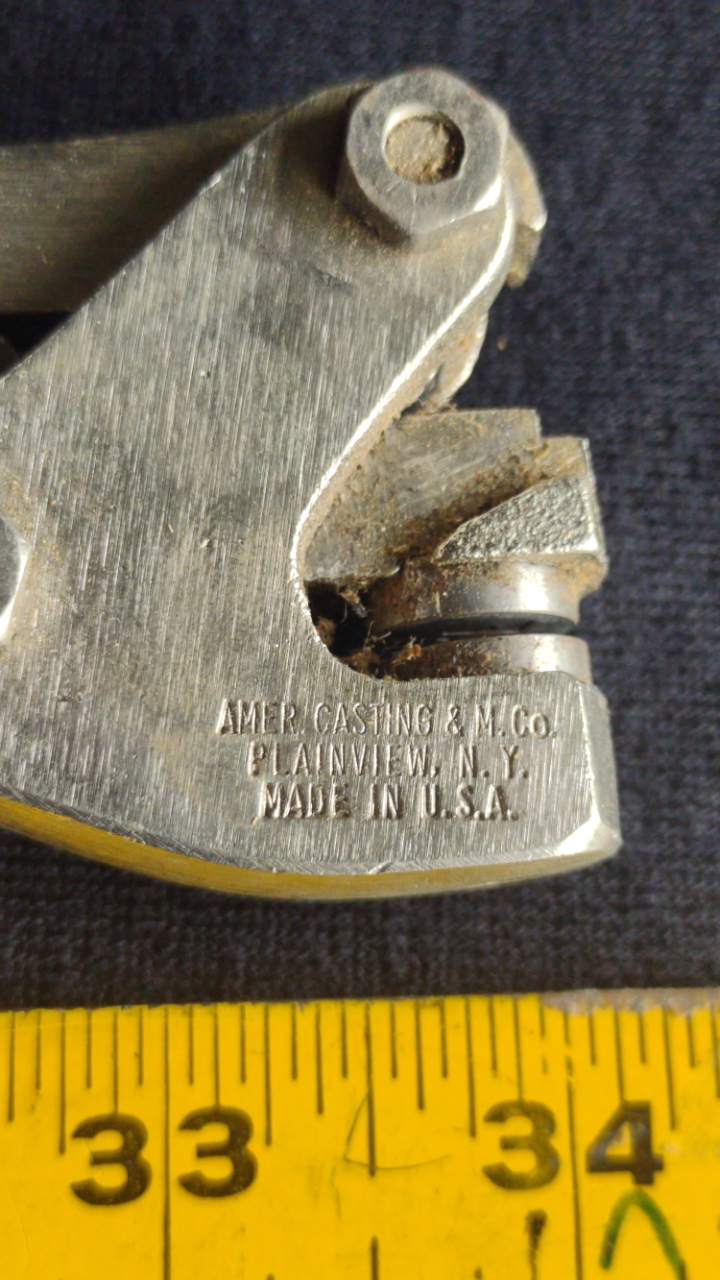 AMER. CASTING & M. Co.
PLAINVIEW, N. Y.
MADE IN U.S.A.
33 34